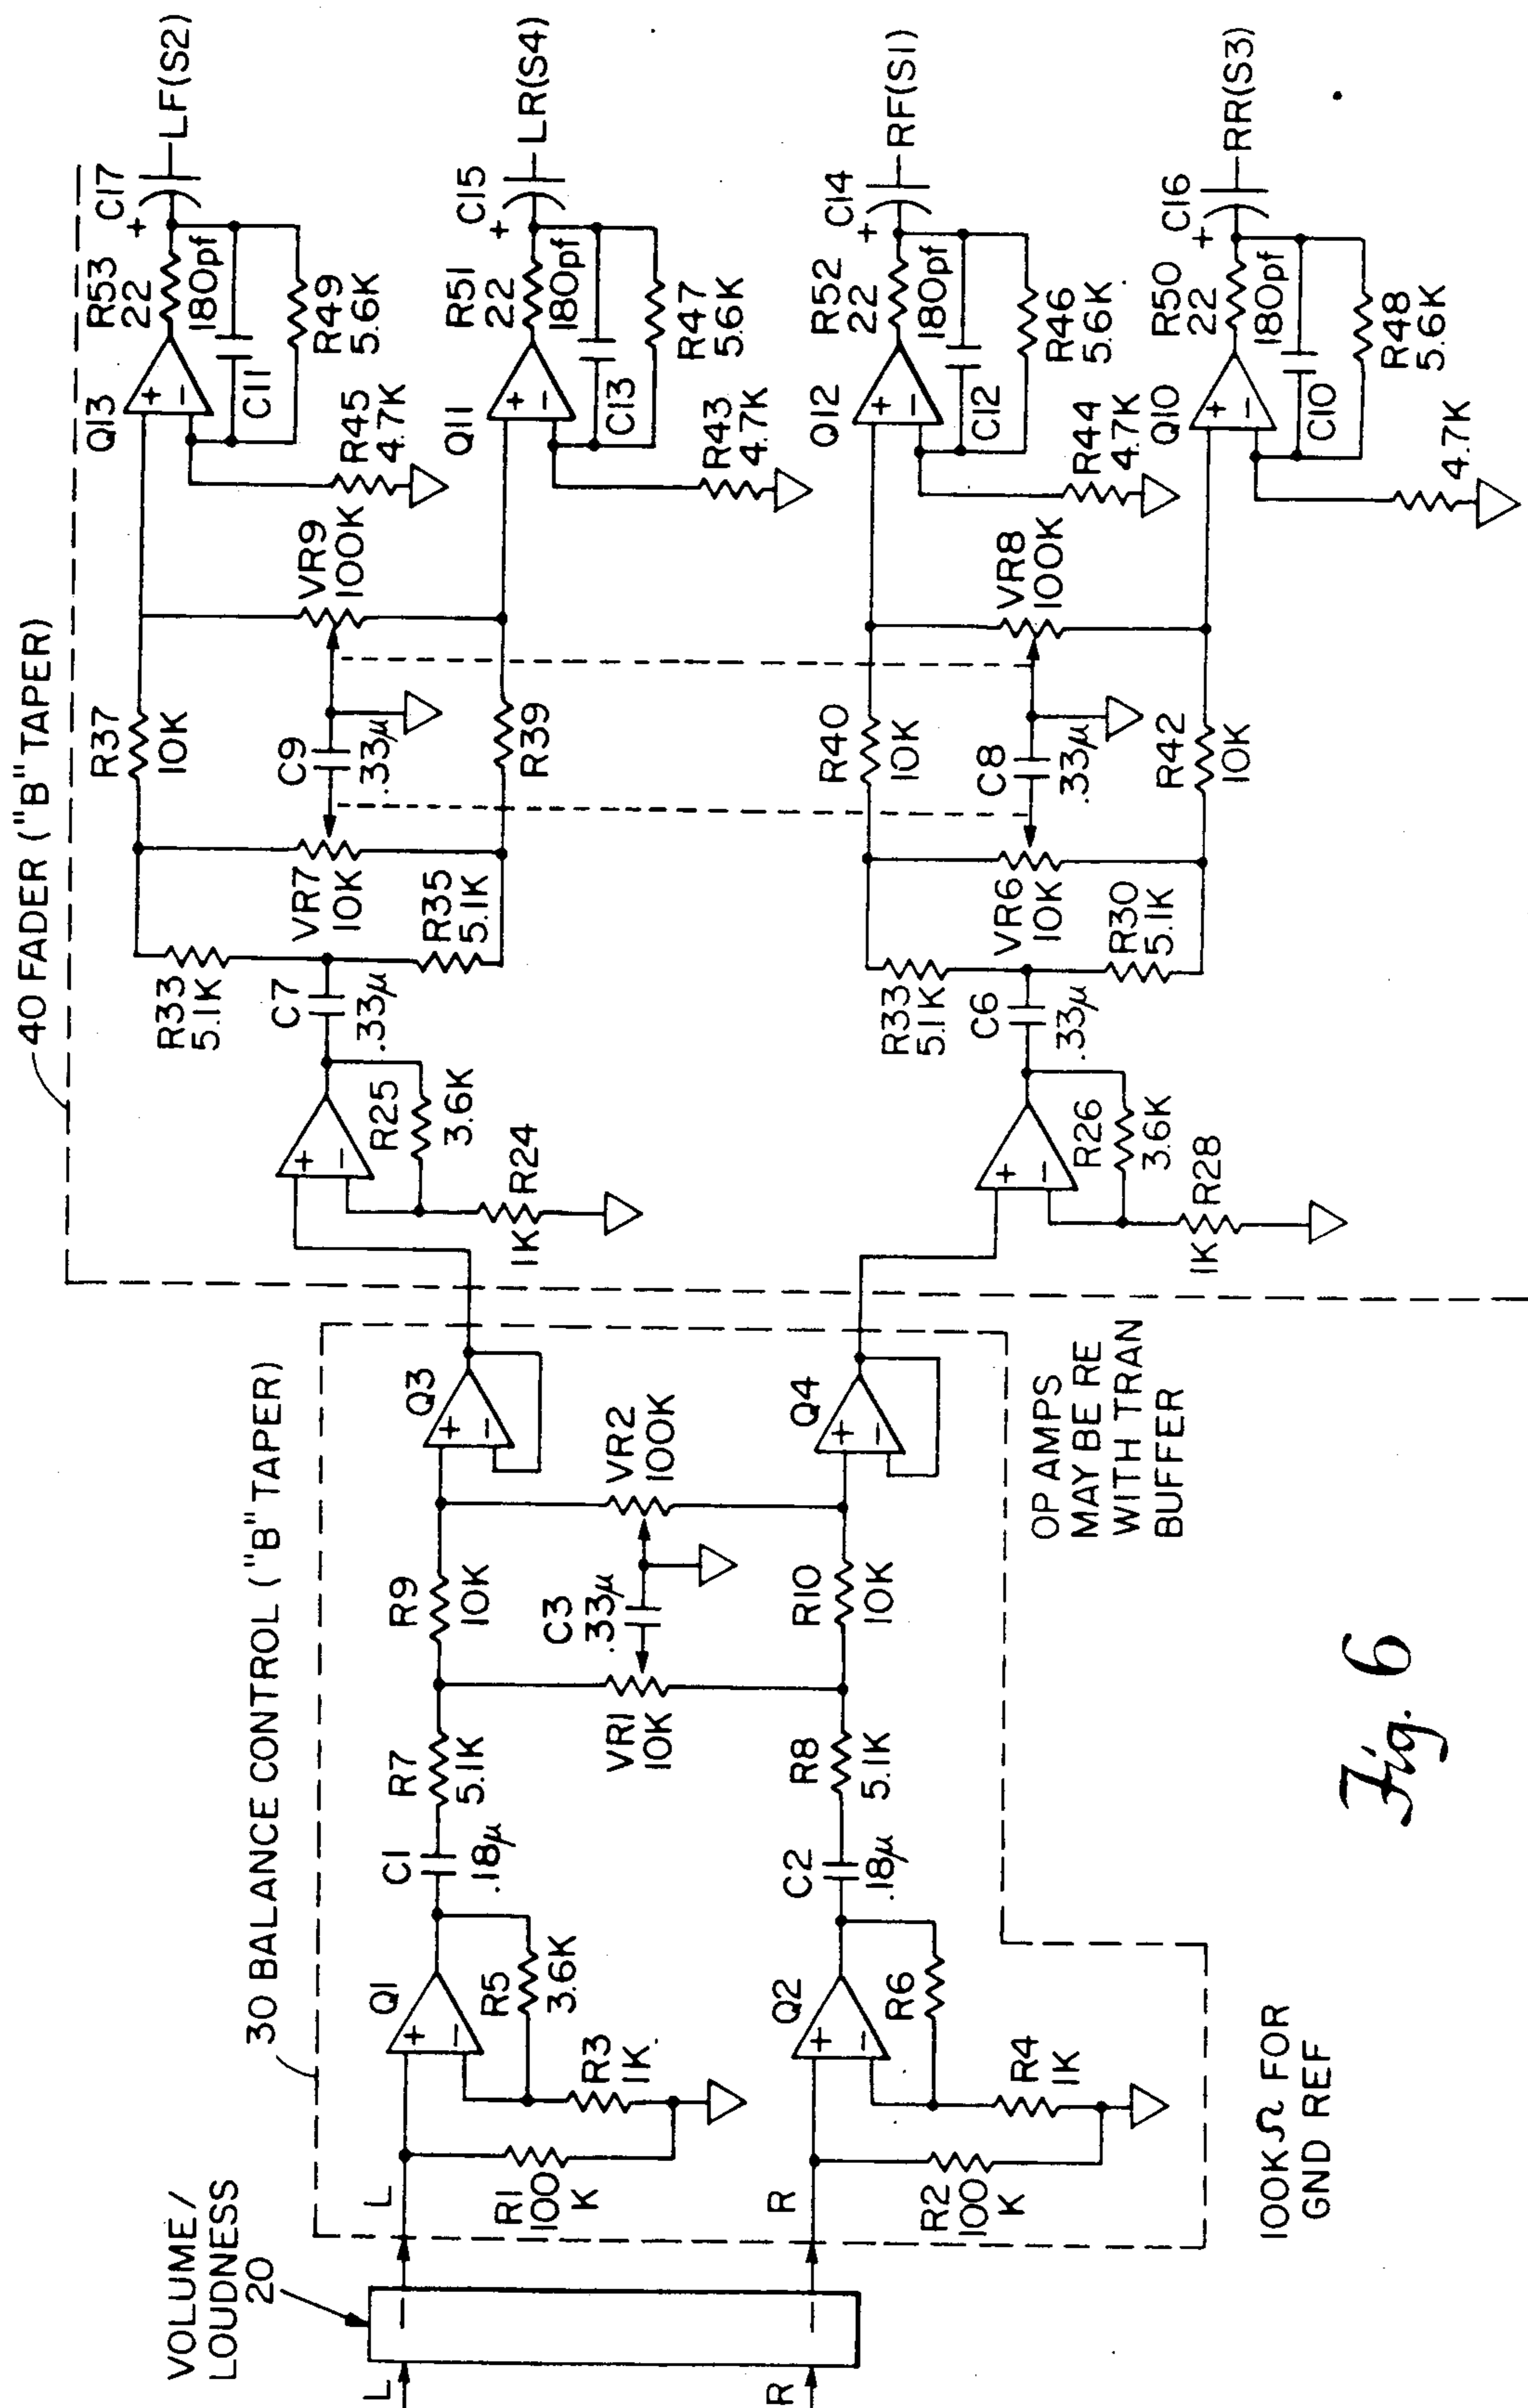 40 FADER ("B" TAPER)
30 BALANCE CONTROL ("B" TAPER)
VOLUME/
LOUDNESS
20
L
R
L
R
R1
100
K
Q1
+
−
R5
3.6K
R3
1K
C1
.18µ
R7
5.1K
R9
10K
Q3
+
−
VR1
10K
C3
.33µ
VR2
100K
R2
100
K
Q2
+
−
R6
R4
1K
C2
.18µ
R8
5.1K
R10
10K
Q4
+
−
100KΩ FOR
GND REF
OP AMPS
MAY BE RE
WITH TRAN
BUFFER
+
−
R25
3.6K
1K R24
C7
.33µ
R33
5.1K
R35
5.1K
VR7
10K
R37
10K
C9
.33µ
R39
VR9
100K
Q13
+
−
R53
22
180pf
C11
R49
5.6K
R45
4.7K
+
C17
LF(S2)
Q11
+
−
R51
22
180pf
C13
R47
5.6K
R43
4.7K
+
C15
LR(S4)
+
−
R26
3.6K
1K R28
C6
.33µ
R33
5.1K
R30
5.1K
VR6
10K
R40
10K
C8
.33µ
R42
10K
VR8
100K
Q12
+
−
R52
22
180pf
C12
R46
5.6K
R44
4.7K
+
C14
RF(S1)
Q10
+
−
R50
22
180pf
C10
R48
5.6K
4.7K
+
C16
RR(S3)
Fig. 6